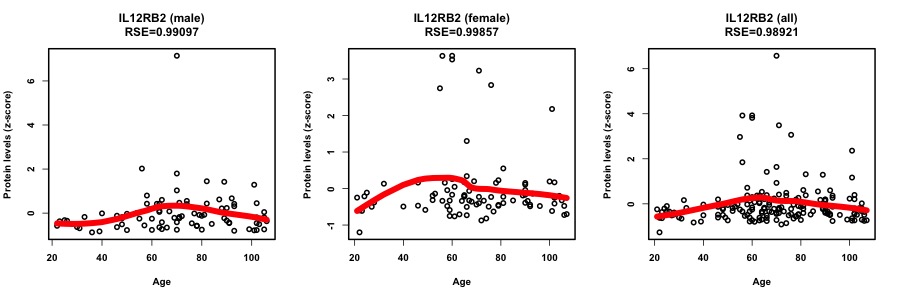 IL12RB2 (male)
RSE=0.99097
Protein levels (z-score)
6
4
2
0
20 40 60 80 100
Age
IL12RB2 (female)
RSE=0.99857
Protein levels (z-score)
3
2
1
0
-1
20 40 60 80 100
Age
IL12RB2 (all)
RSE=0.98921
Protein levels (z-score)
6
4
2
0
20 40 60 80 100
Age